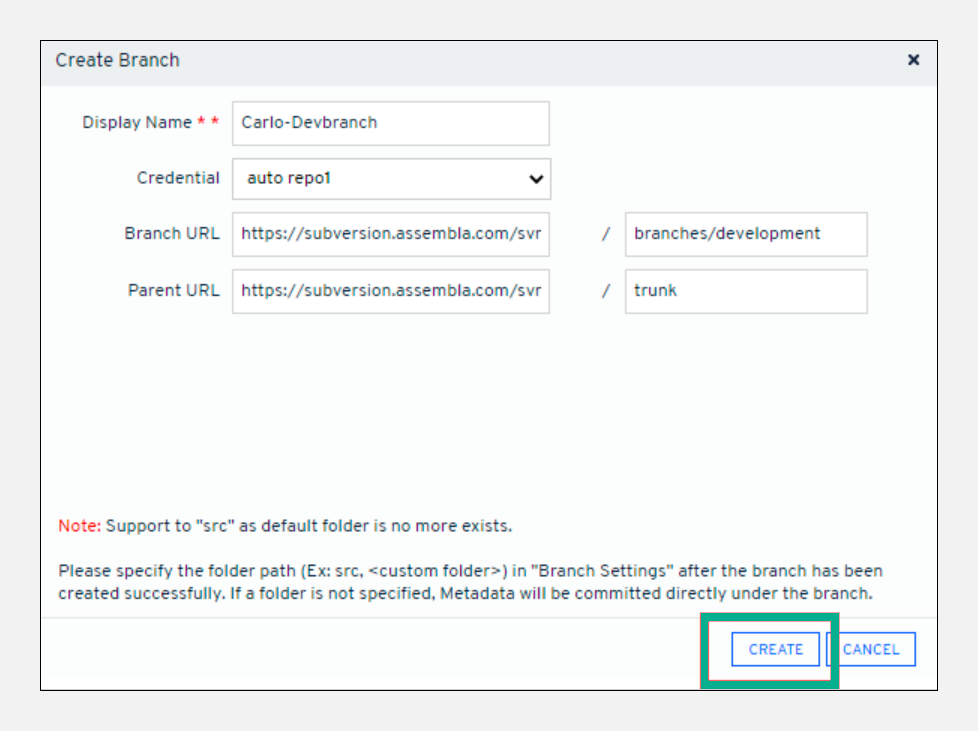 Create Branch ×
Display Name * * Carlo-Devbranch
Credential auto repo1
Branch URL https://subversion.assembla.com/svr / branches/development
Parent URL https://subversion.assembla.com/svr / trunk
Note: Support to "src" as default folder is no more exists.
Please specify the folder path (Ex: src, <custom folder>) in "Branch Settings" after the branch has been
created successfully. If a folder is not specified, Metadata will be committed directly under the branch.
CREATE CANCEL